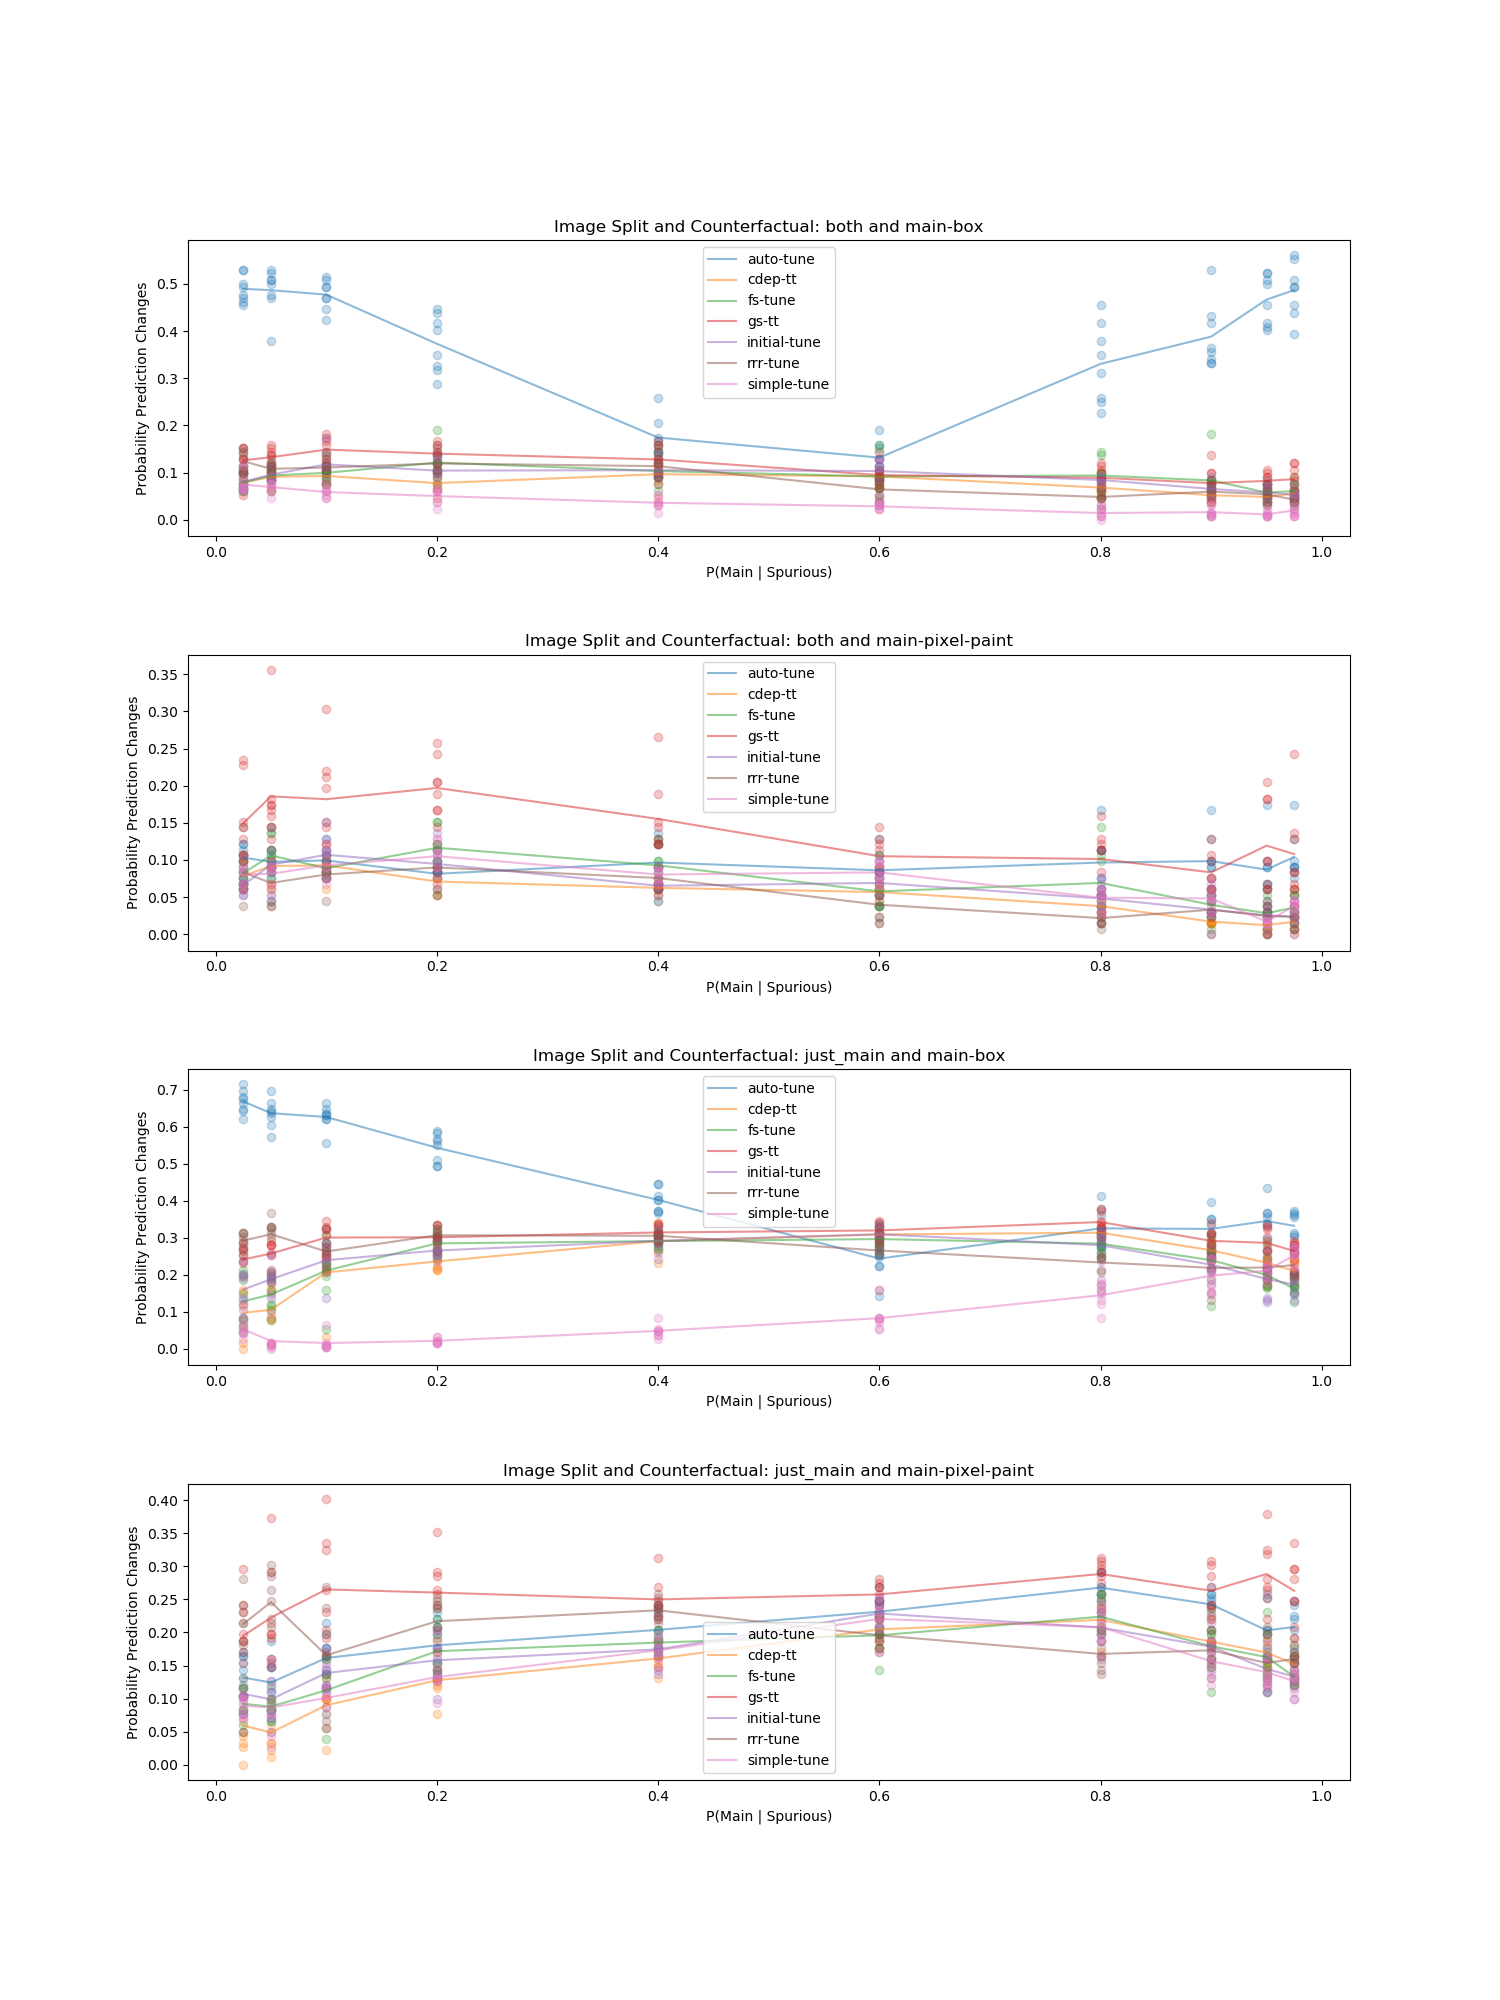 Image Split and Counterfactual: both and main-box
Probability Prediction Changes
0.5
0.4
0.3
0.2
0.1
0.0
auto-tune
cdep-tt
fs-tune
gs-tt
initial-tune
rrr-tune
simple-tune
0.0 0.2 0.4 0.6 0.8 1.0
P(Main | Spurious)
Image Split and Counterfactual: both and main-pixel-paint
Probability Prediction Changes
0.35
0.30
0.25
0.20
0.15
0.10
0.05
0.00
auto-tune
cdep-tt
fs-tune
gs-tt
initial-tune
rrr-tune
simple-tune
0.0 0.2 0.4 0.6 0.8 1.0
P(Main | Spurious)
Image Split and Counterfactual: just_main and main-box
Probability Prediction Changes
0.7
0.6
0.5
0.4
0.3
0.2
0.1
0.0
auto-tune
cdep-tt
fs-tune
gs-tt
initial-tune
rrr-tune
simple-tune
0.0 0.2 0.4 0.6 0.8 1.0
P(Main | Spurious)
Image Split and Counterfactual: just_main and main-pixel-paint
Probability Prediction Changes
0.40
0.35
0.30
0.25
0.20
0.15
0.10
0.05
0.00
auto-tune
cdep-tt
fs-tune
gs-tt
initial-tune
rrr-tune
simple-tune
0.0 0.2 0.4 0.6 0.8 1.0
P(Main | Spurious)